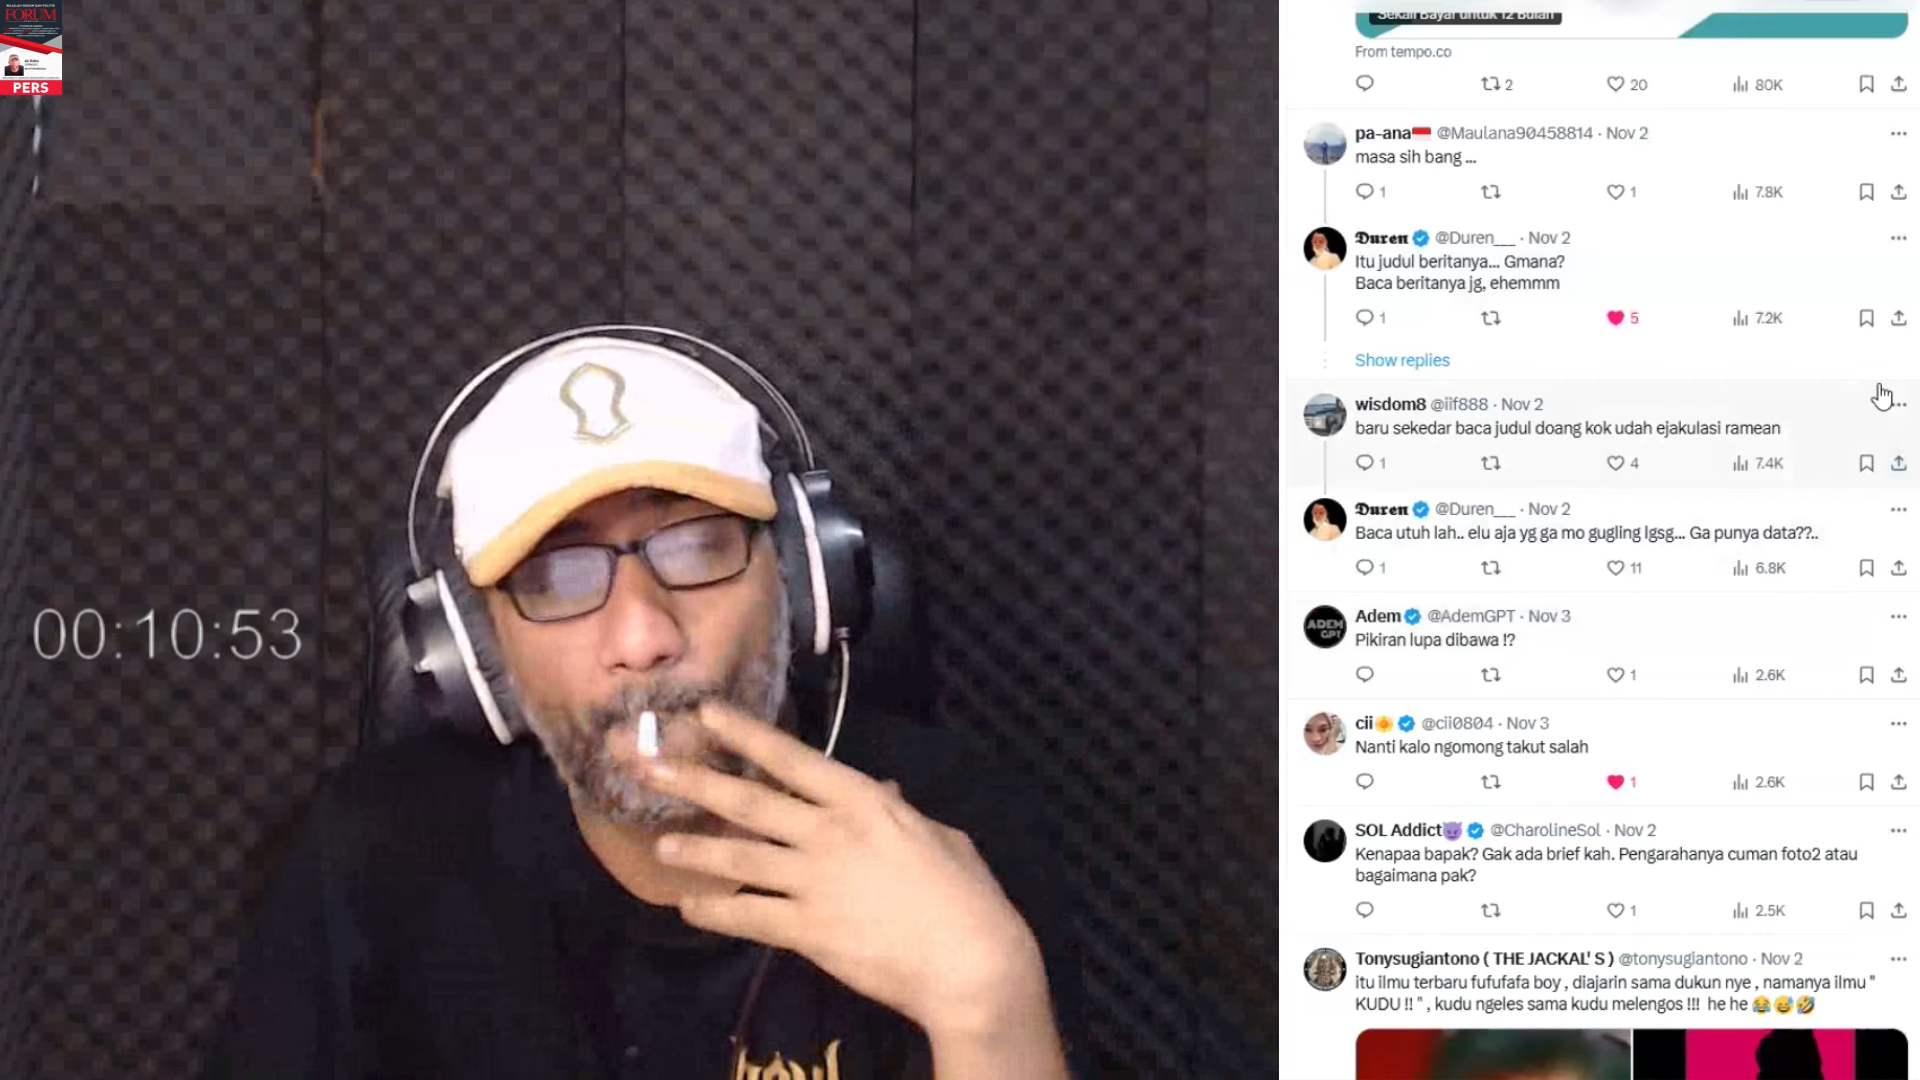 FORUM
PERS
00:10:53
Sekali Bayar untuk 12 Bulan
From tempo.co
2 20 80K
pa-ana🇮🇩 @Maulana90458814 · Nov 2
masa sih bang ...
1 1 7.8K
Duren @Duren___ · Nov 2
Itu judul beritanya... Gmana?
Baca beritanya jg, ehemmm
1 5 7.2K
Show replies
wisdom8 @iif888 · Nov 2
baru sekedar baca judul doang kok udah ejakulasi ramean
1 4 7.4K
Duren @Duren___ · Nov 2
Baca utuh lah.. elu aja yg ga mo gugling lgsg... Ga punya data??..
1 11 6.8K
ADEM GPT
Adem @AdemGPT · Nov 3
Pikiran lupa dibawa !?
1 2.6K
cii🌼 @cii0804 · Nov 3
Nanti kalo ngomong takut salah
1 2.6K
SOL Addict😈 @CharolineSol · Nov 2
Kenapaa bapak? Gak ada brief kah. Pengarahanya cuman foto2 atau
bagaimana pak?
1 2.5K
Tonysugiantono ( THE JACKAL' S ) @tonysugiantono · Nov 2
itu ilmu terbaru fufufafa boy , diajarin sama dukun nye , namanya ilmu "
KUDU !! " , kudu ngeles sama kudu melengos !!! he he 😂😅🤣